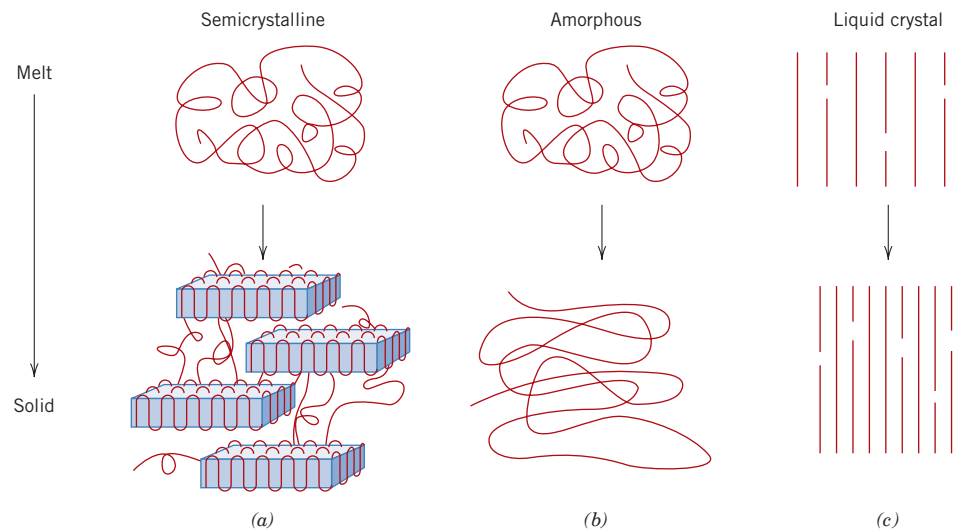 Semicrystalline
Amorphous
Liquid crystal
Melt
Solid
(a)
(b)
(c)